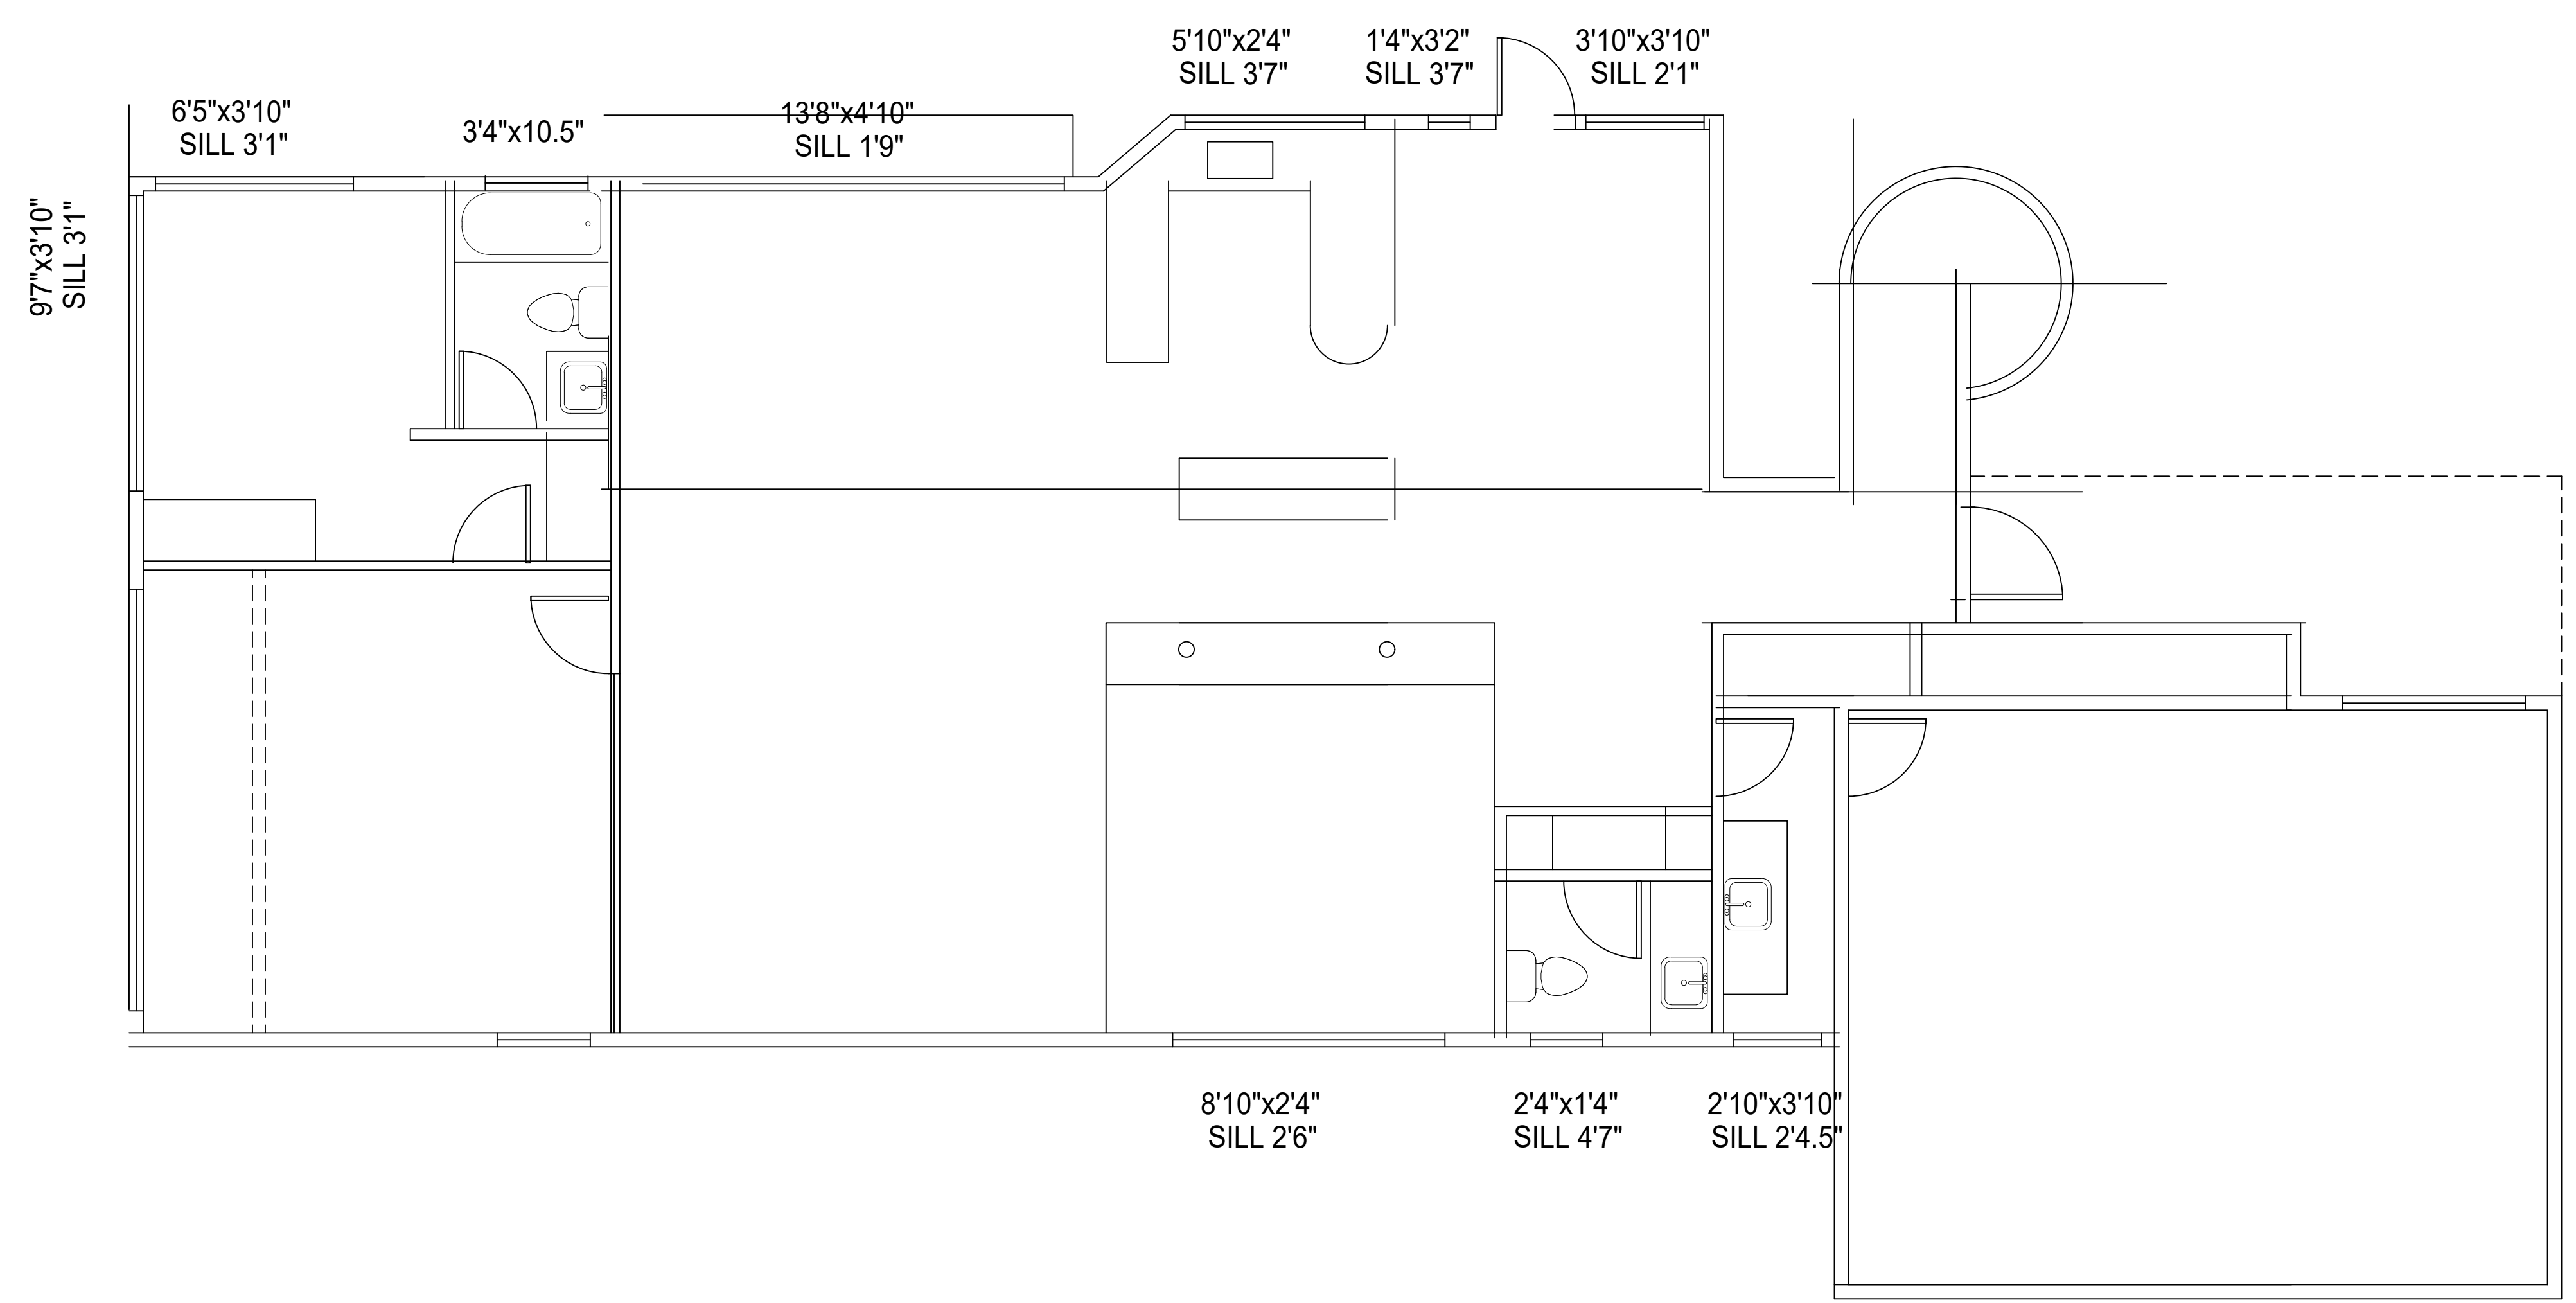 5'10"x2'4"
SILL 3'7"
1'4"x3'2"
SILL 3'7"
3'10"x3'10"
SILL 2'1"
6'5"x3'10"
SILL 3'1"
3'4"x10.5"
13'8"x4'10"
SILL 1'9"
9'7"x3'10"
SILL 3'1"
8'10"x2'4"
SILL 2'6"
2'4"x1'4"
SILL 4'7"
2'10"x3'10"
SILL 2'4.5"